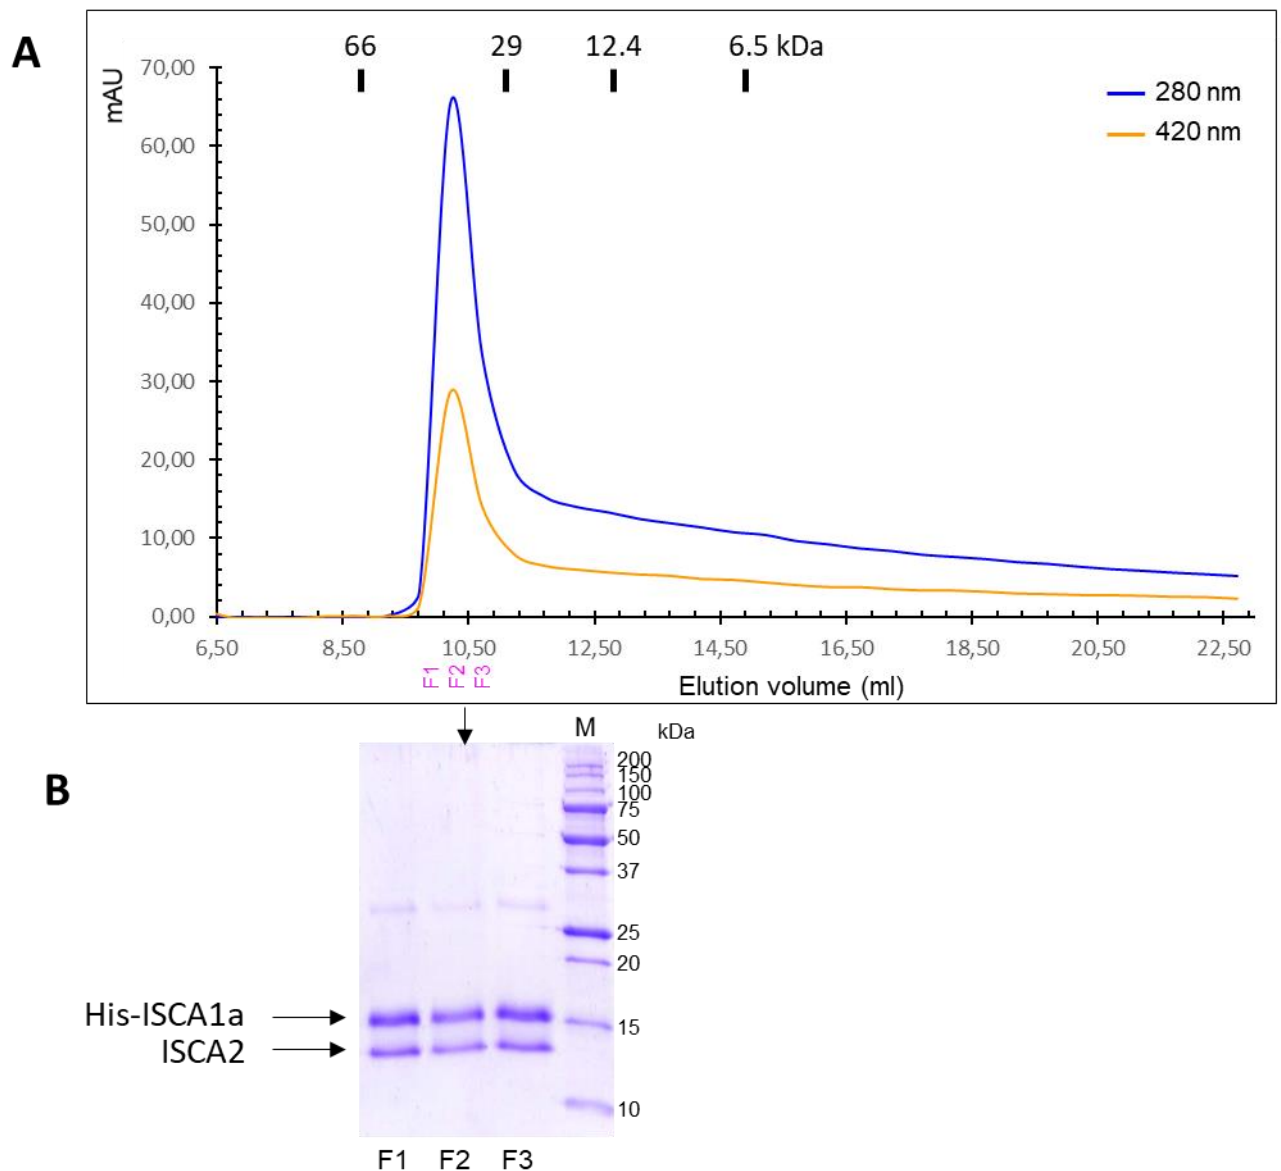 A
66 29 12.4 6.5 kDa
mAU
70,00
280 nm
420 nm
60,00
50,00
40,00
30,00
20,00
10,00
0,00
6,50 8,50 10,50 12,50 14,50 16,50 18,50 20,50 22,50
F1 F2 F3
Elution volume (ml)
B
M kDa
200
150
100
75
50
37
25
20
His-ISCA1a
15
ISCA2
10
F1 F2 F3